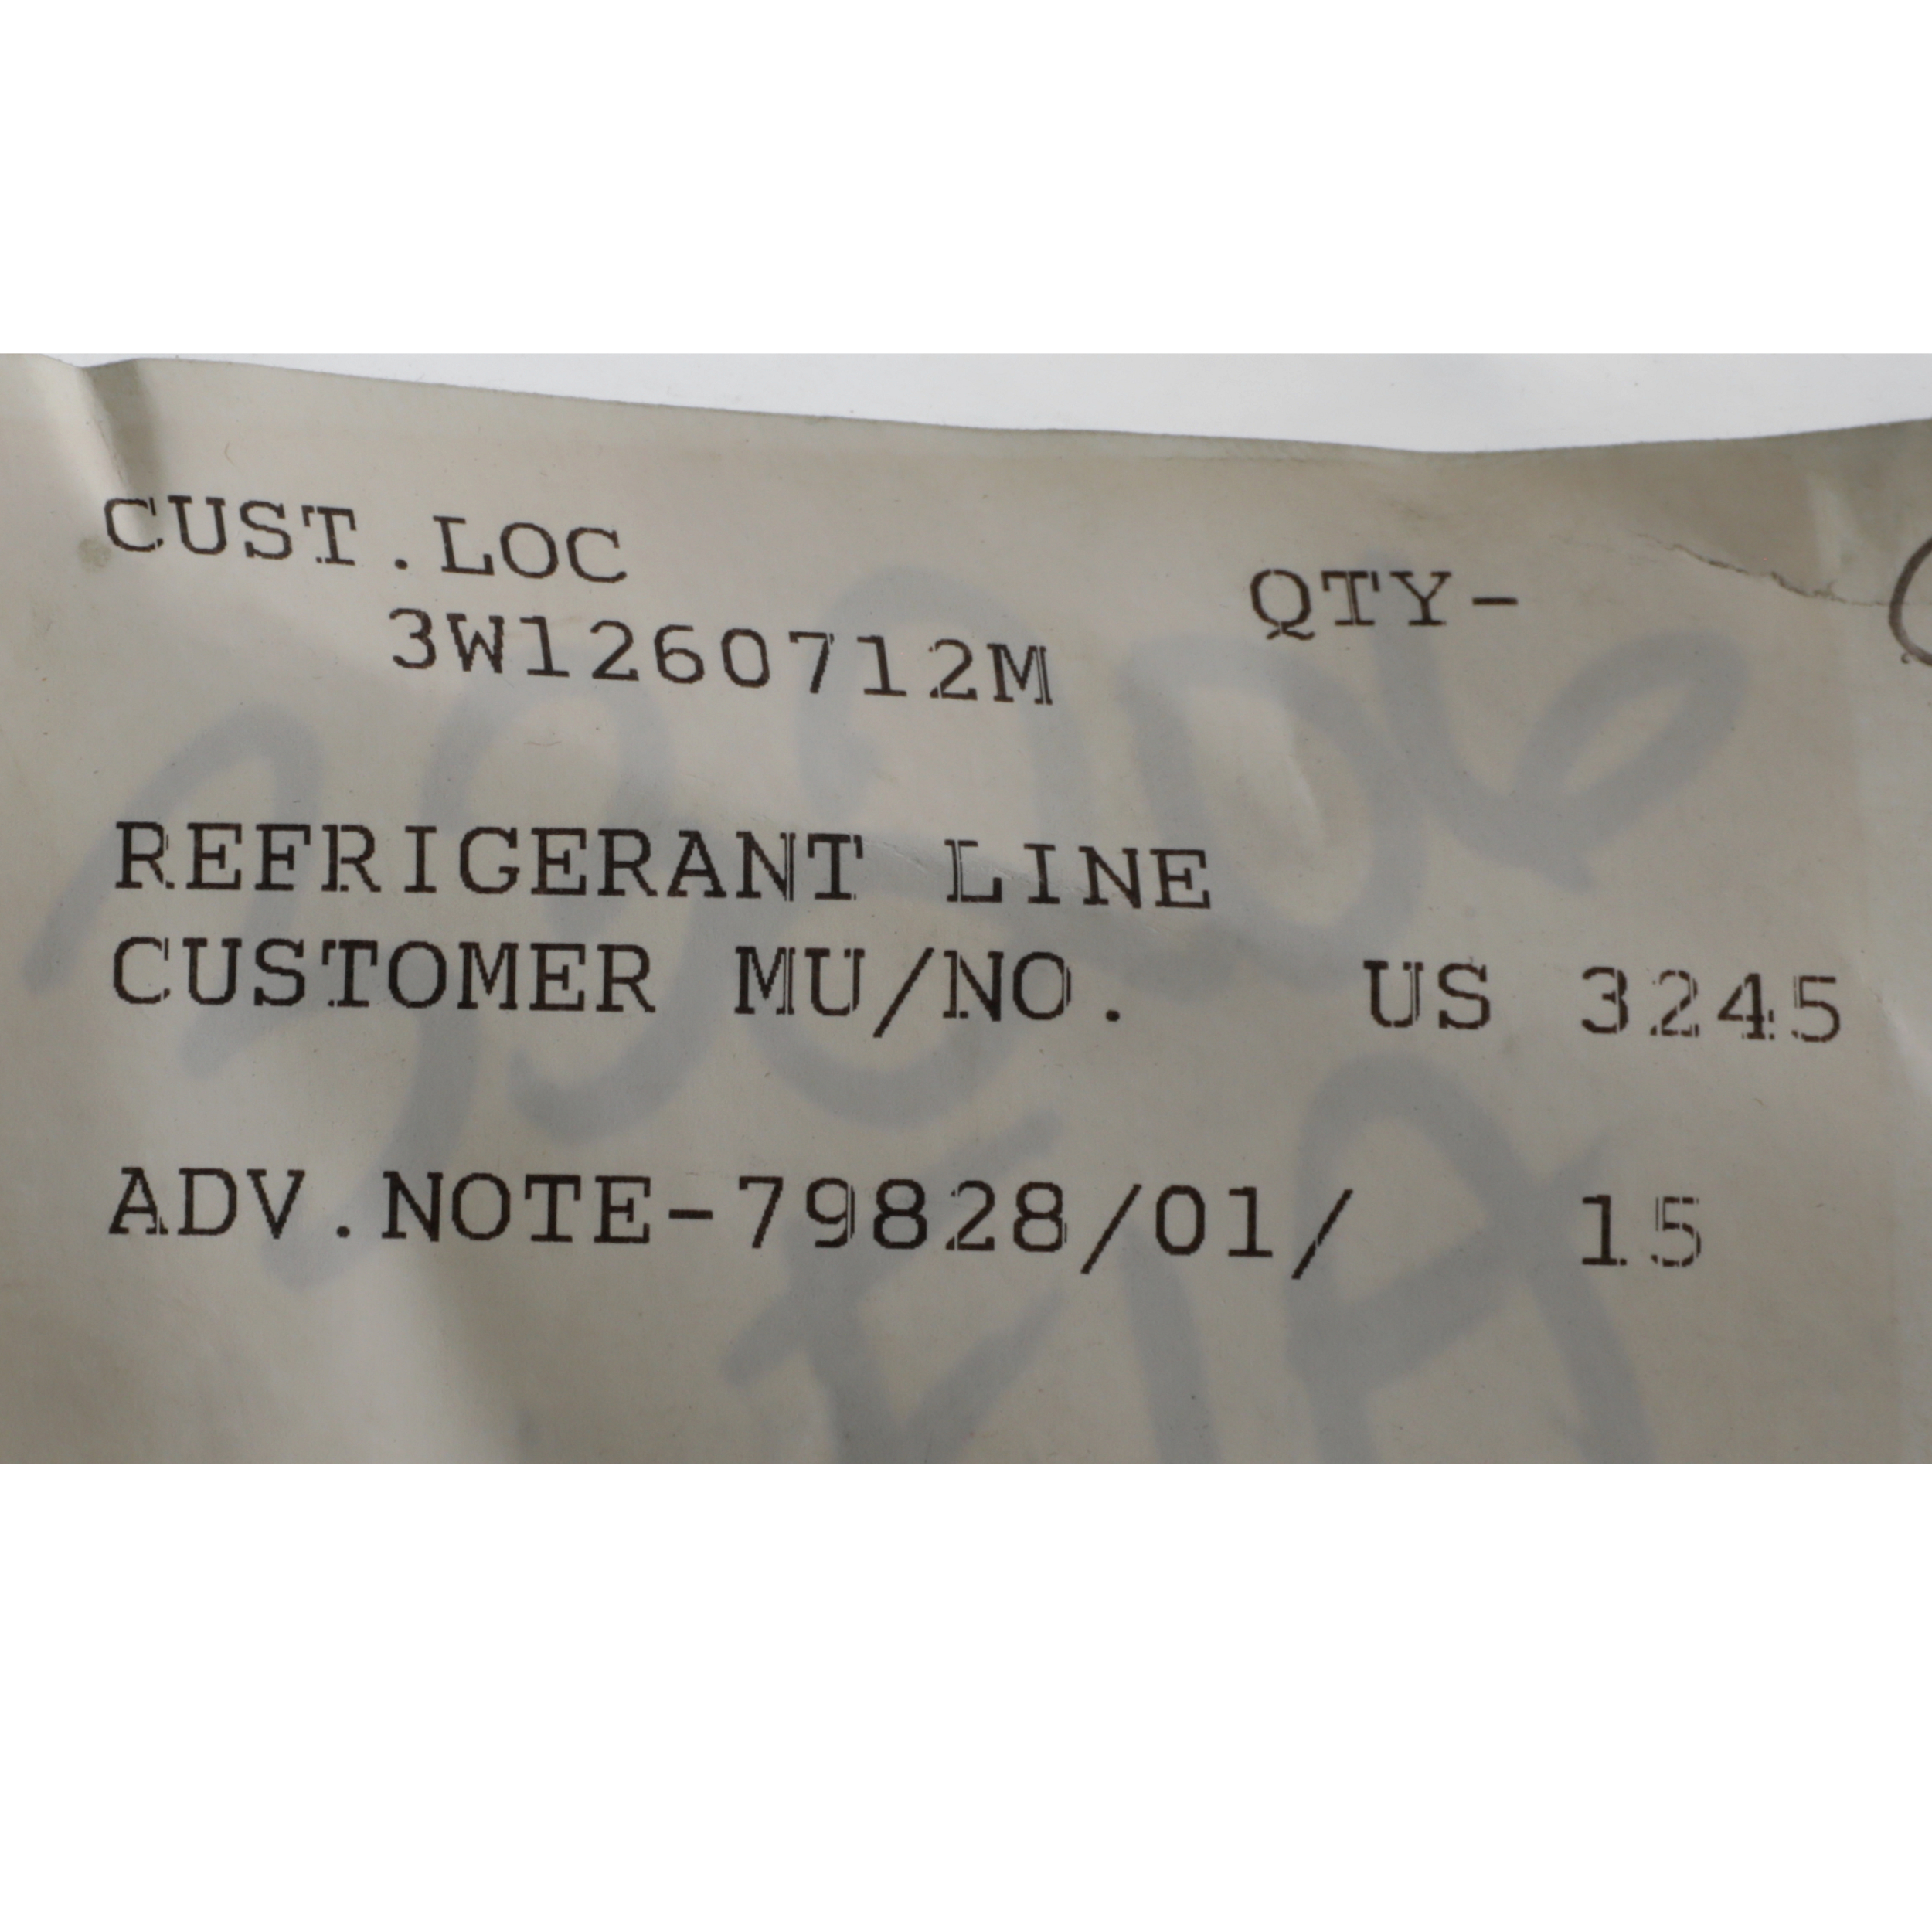 CUST.LOC QTY-
3W1260712M
REFRIGERANT LINE
CUSTOMER MU/NO. US 3245
ADV.NOTE-79828/01/ 15